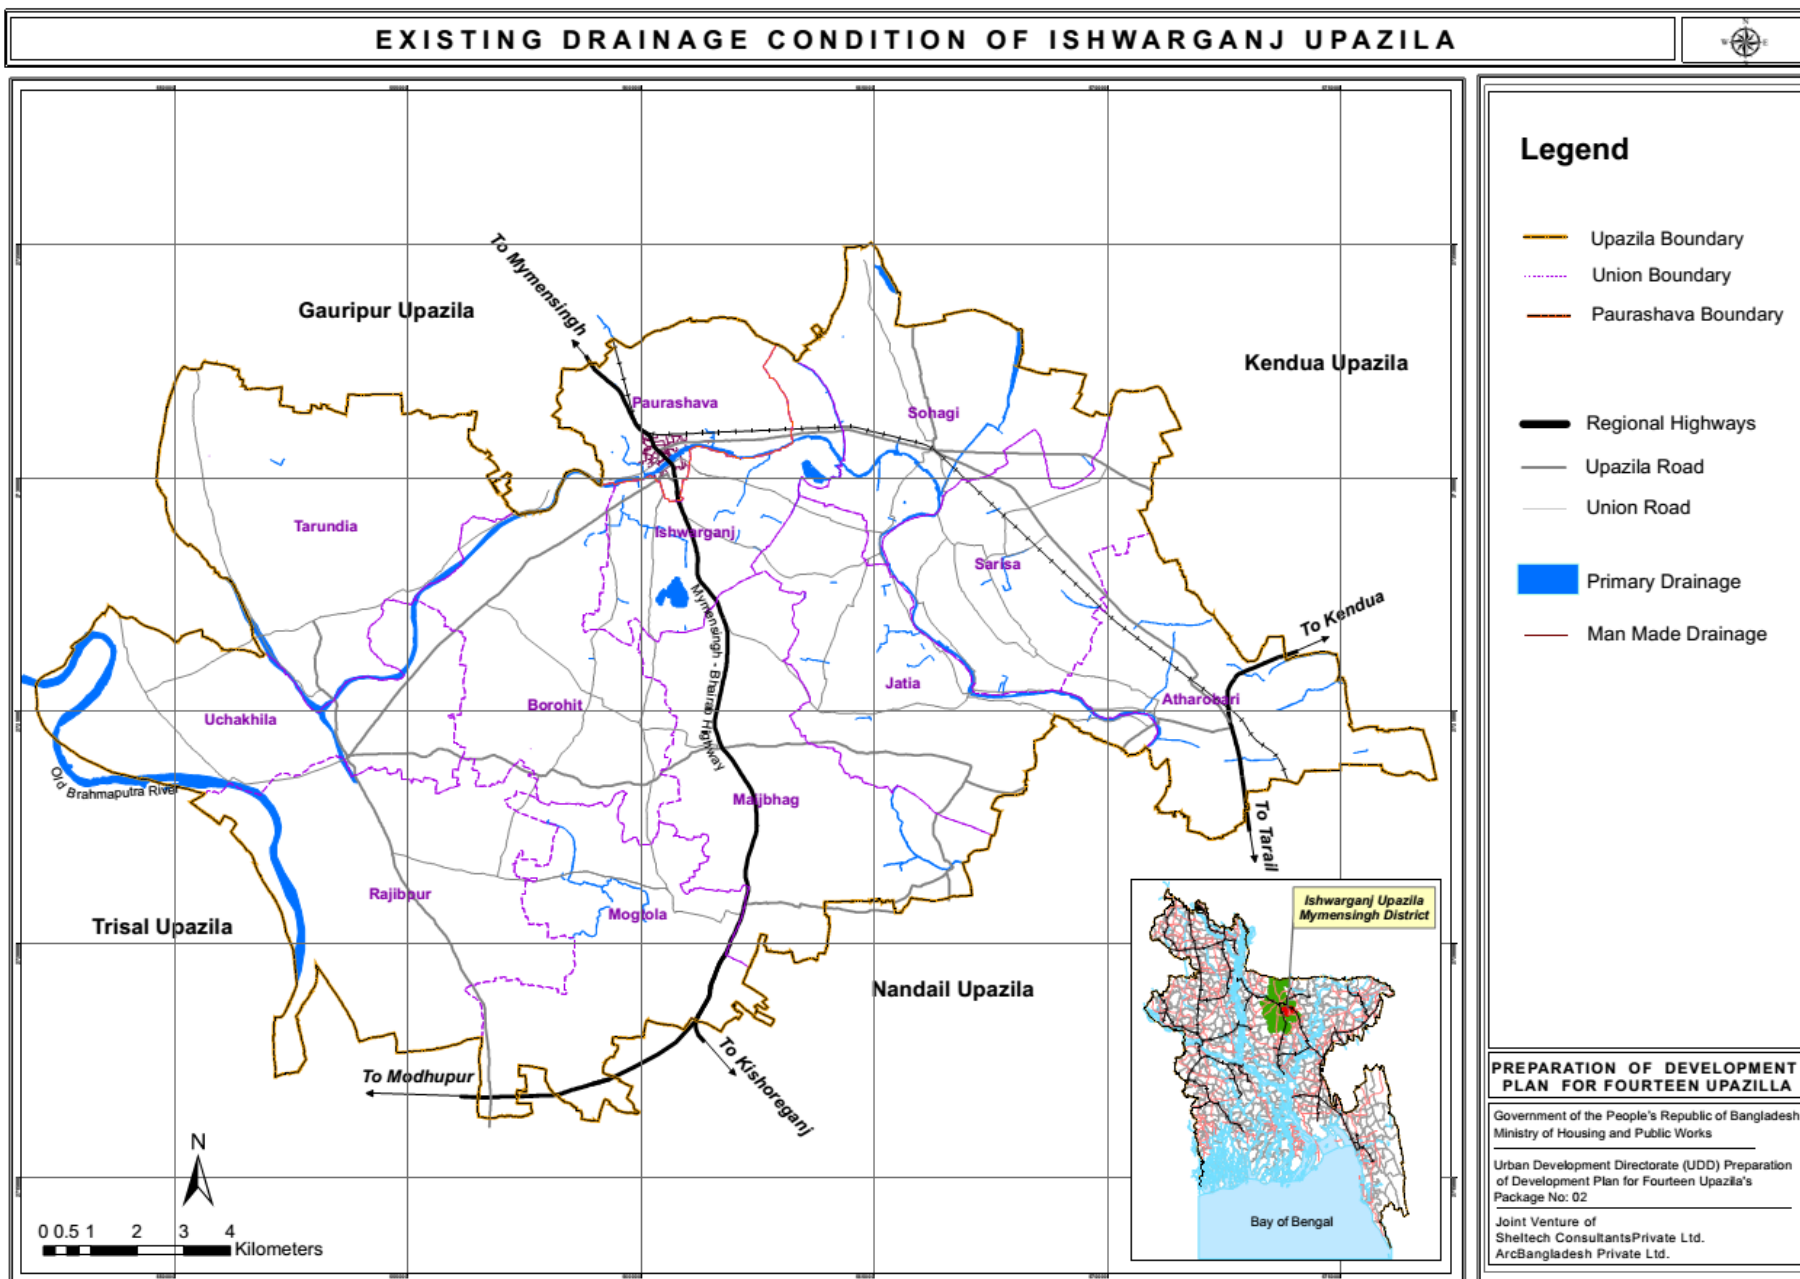 EXISTING DRAINAGE CONDITION OF ISHWARGANJ UPAZILA
N
W
E
To Mymensingh
Gauripur Upazila
Kendua Upazila
Paurashava
Sohagi
Tarundia
Ishwarganj
Sarisa
To Kendua
Mymensingh - Bhairab Highway
Jatia
Atharobari
Borohit
Uchakhila
Old Brahmaputra River
Maijbhag
To Tarail
Rajibpur
Mogtola
Trisal Upazila
Nandail Upazila
To Kishoreganj
To Modhupur
N
0 0.5 1 2 3 4
Kilometers
Ishwarganj Upazila
Mymensingh District
Bay of Bengal
Legend
Upazila Boundary
Union Boundary
Paurashava Boundary
Regional Highways
Upazila Road
Union Road
Primary Drainage
Man Made Drainage
PREPARATION OF DEVELOPMENT
PLAN FOR FOURTEEN UPAZILLA
Government of the People's Republic of Bangladesh
Ministry of Housing and Public Works
Urban Development Directorate (UDD) Preparation
of Development Plan for Fourteen Upazila's
Package No: 02
Joint Venture of
Sheltech ConsultantsPrivate Ltd.
ArcBangladesh Private Ltd.